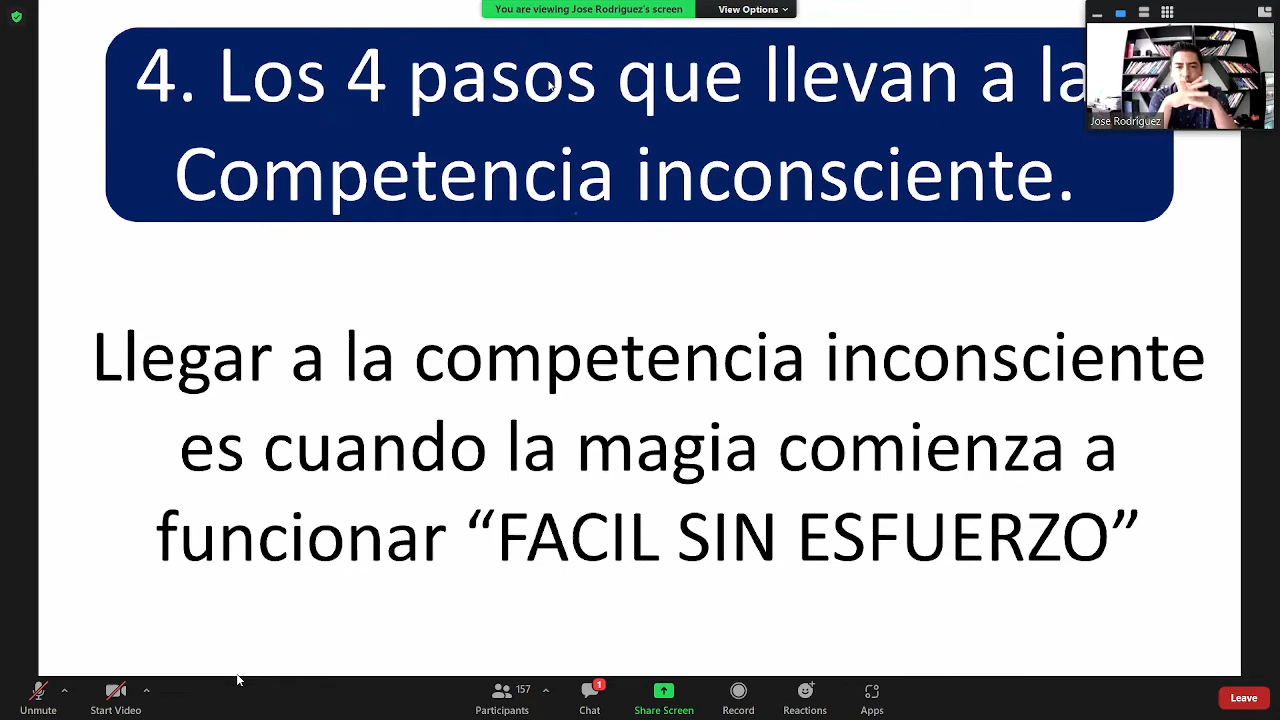 You are viewing Jose Rodriguez's screen
View Options
4. Los 4 pasos que llevan a la
Competencia inconsciente.
Jose Rodriguez
Llegar a la competencia inconsciente
es cuando la magia comienza a
funcionar “FACIL SIN ESFUERZO”
Unmute
Start Video
157
Participants
1
Chat
Share Screen
Record
Reactions
Apps
Leave